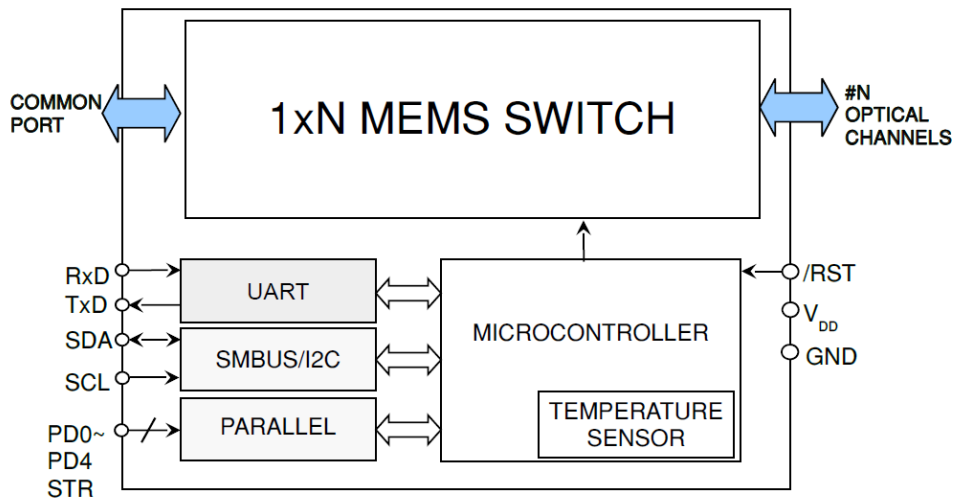 COMMON
PORT
1xN MEMS SWITCH
#N
OPTICAL
CHANNELS
RxD
TxD
SDA
SCL
PD0~
PD4
STR
UART
SMBUS/I2C
PARALLEL
MICROCONTROLLER
TEMPERATURE
SENSOR
/RST
VDD
GND